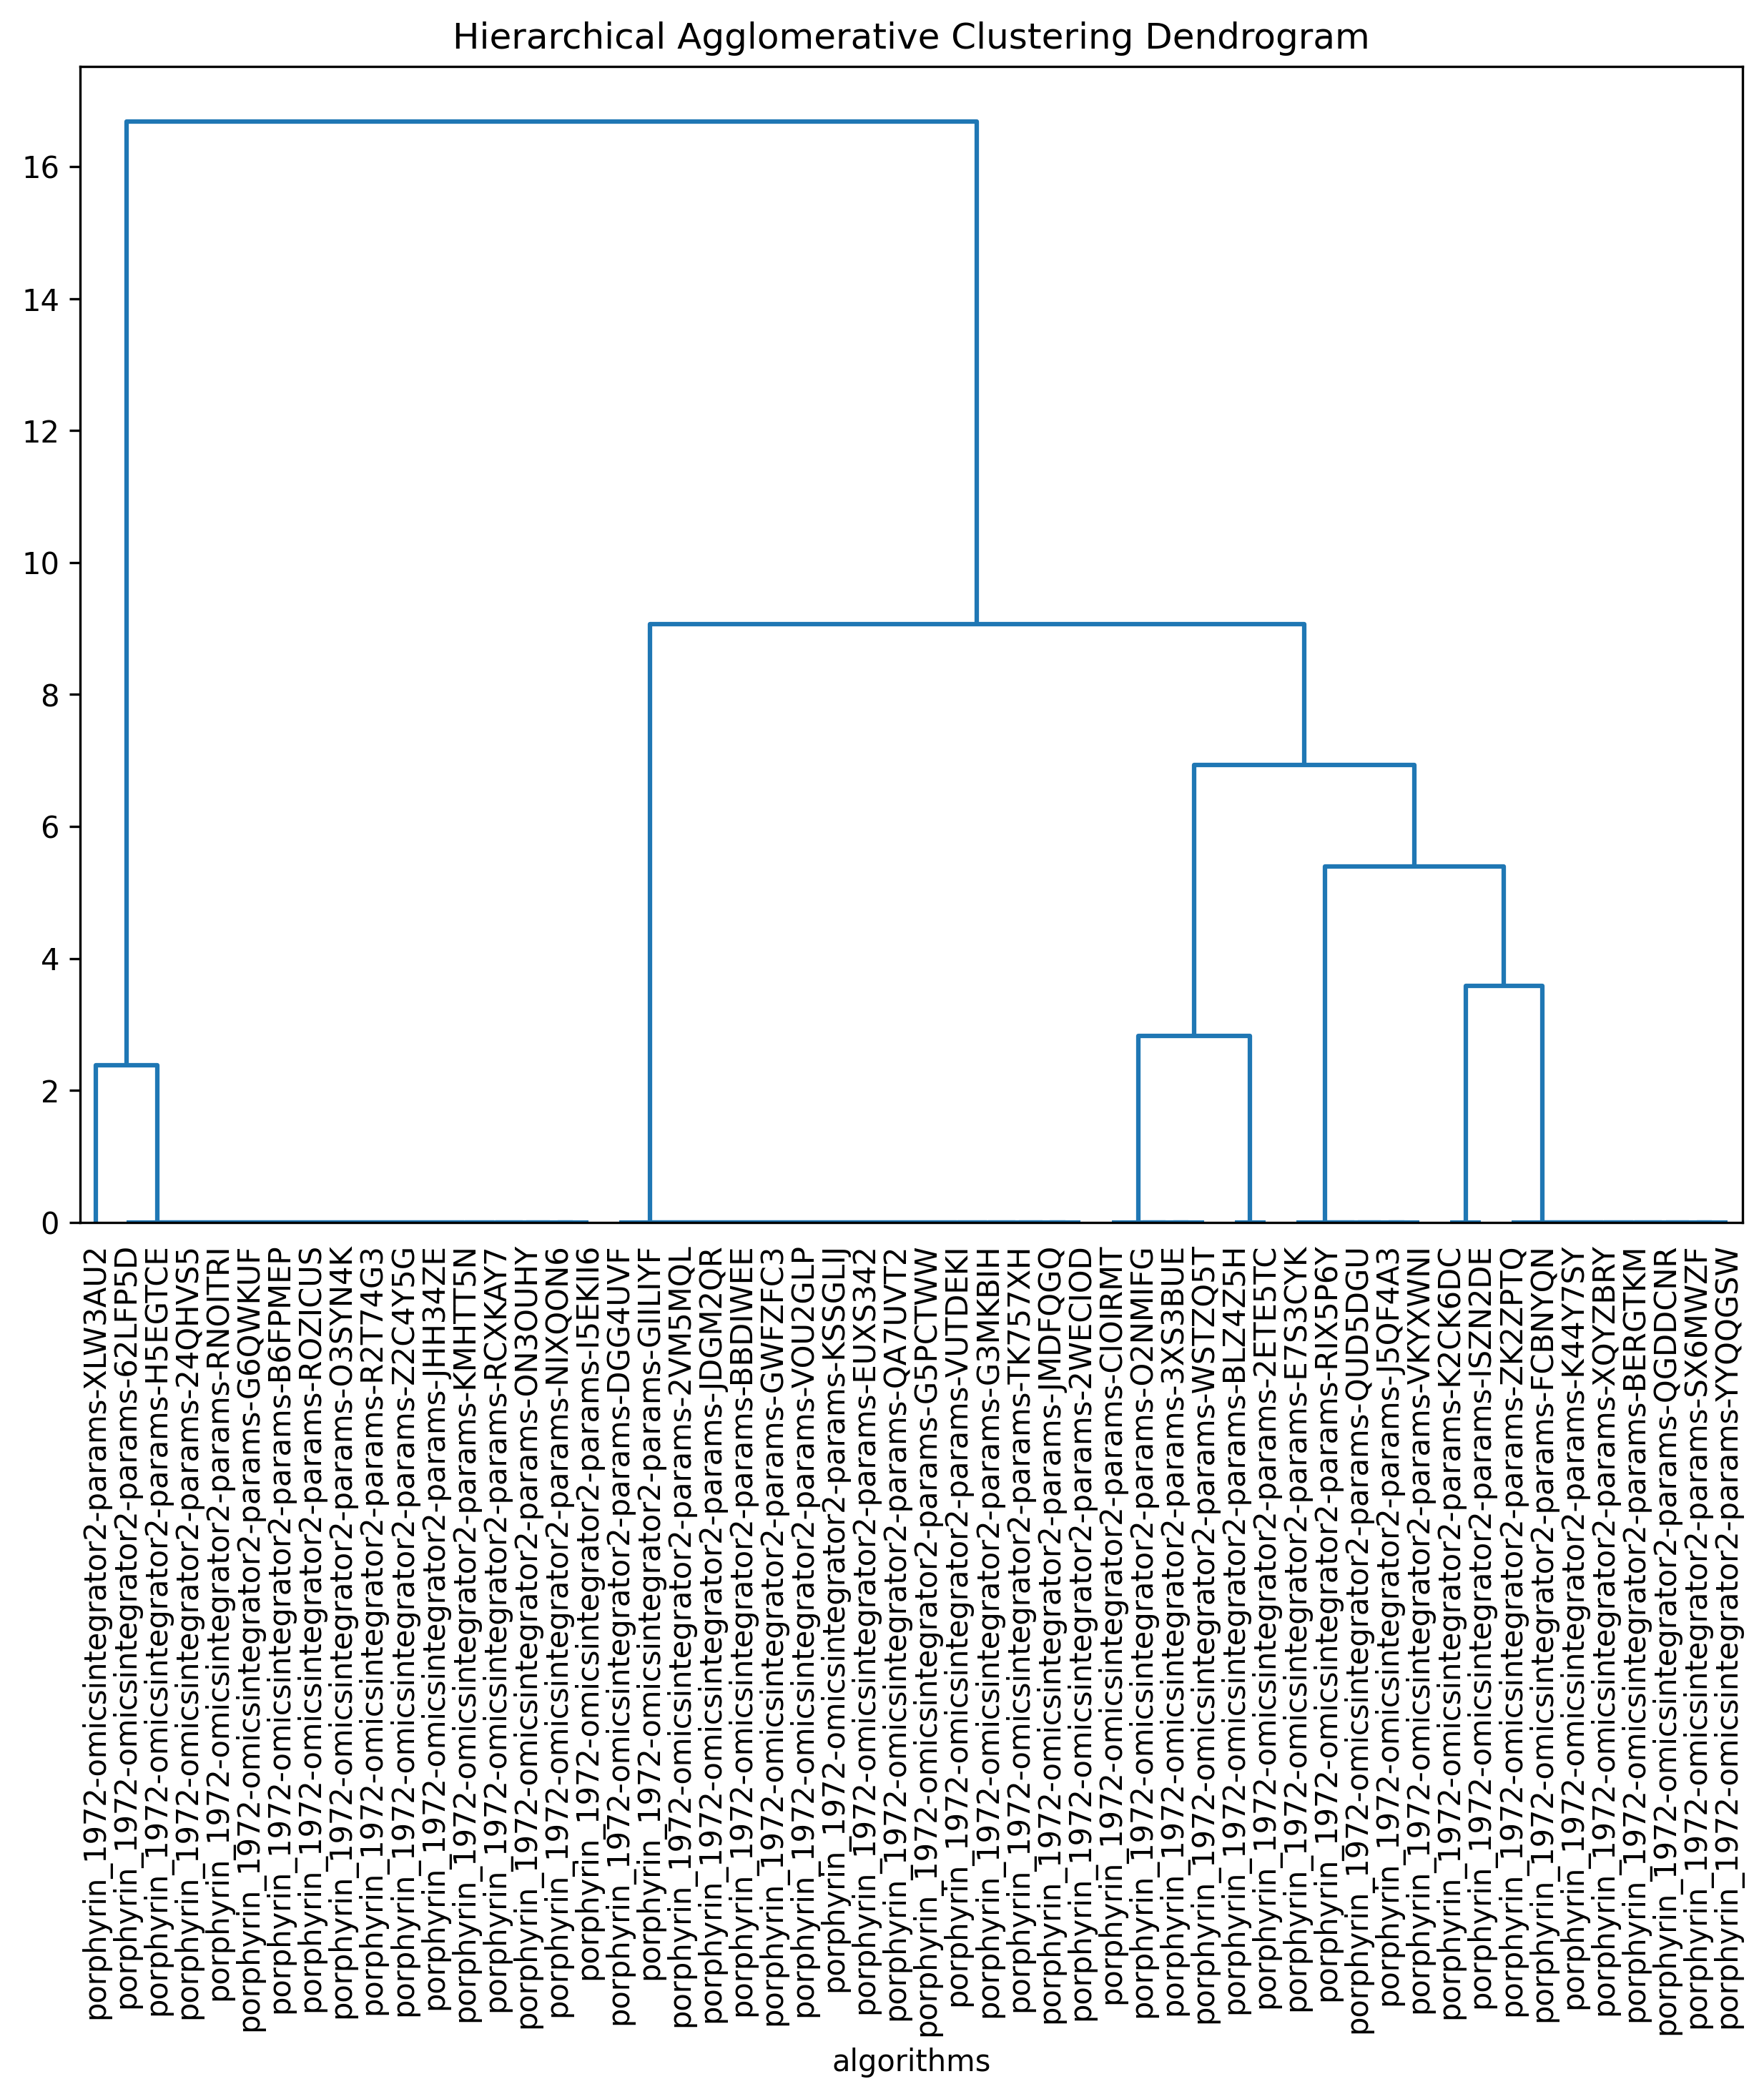 Hierarchical Agglomerative Clustering Dendrogram
16
14
12
10
8
6
4
2
0
porphyrin_1972-omicsintegrator2-params-XLW3AU2
porphyrin_1972-omicsintegrator2-params-62LFP5D
porphyrin_1972-omicsintegrator2-params-H5EGTCE
porphyrin_1972-omicsintegrator2-params-24QHVS5
porphyrin_1972-omicsintegrator2-params-RNOITRI
porphyrin_1972-omicsintegrator2-params-G6QWKUF
porphyrin_1972-omicsintegrator2-params-B6FPMEP
porphyrin_1972-omicsintegrator2-params-ROZICUS
porphyrin_1972-omicsintegrator2-params-O3SYN4K
porphyrin_1972-omicsintegrator2-params-R2T74G3
porphyrin_1972-omicsintegrator2-params-Z2C4Y5G
porphyrin_1972-omicsintegrator2-params-JHH34ZE
porphyrin_1972-omicsintegrator2-params-KMHTT5N
porphyrin_1972-omicsintegrator2-params-RCXKAY7
porphyrin_1972-omicsintegrator2-params-ON3OUHY
porphyrin_1972-omicsintegrator2-params-NIXQON6
porphyrin_1972-omicsintegrator2-params-I5EKII6
porphyrin_1972-omicsintegrator2-params-DGG4UVF
porphyrin_1972-omicsintegrator2-params-GIILIYF
porphyrin_1972-omicsintegrator2-params-2VM5MQL
porphyrin_1972-omicsintegrator2-params-JDGM2QR
porphyrin_1972-omicsintegrator2-params-BBDIWEE
porphyrin_1972-omicsintegrator2-params-GWFZFC3
porphyrin_1972-omicsintegrator2-params-VOU2GLP
porphyrin_1972-omicsintegrator2-params-KSSGLIJ
porphyrin_1972-omicsintegrator2-params-EUXS342
porphyrin_1972-omicsintegrator2-params-QA7UVT2
porphyrin_1972-omicsintegrator2-params-G5PCTWW
porphyrin_1972-omicsintegrator2-params-VUTDEKI
porphyrin_1972-omicsintegrator2-params-G3MKBIH
porphyrin_1972-omicsintegrator2-params-TK757XH
porphyrin_1972-omicsintegrator2-params-JMDFQGQ
porphyrin_1972-omicsintegrator2-params-2WECIOD
porphyrin_1972-omicsintegrator2-params-CIOIRMT
porphyrin_1972-omicsintegrator2-params-O2NMIFG
porphyrin_1972-omicsintegrator2-params-3XS3BUE
porphyrin_1972-omicsintegrator2-params-WSTZQ5T
porphyrin_1972-omicsintegrator2-params-BLZ4Z5H
porphyrin_1972-omicsintegrator2-params-2ETE5TC
porphyrin_1972-omicsintegrator2-params-E7S3CYK
porphyrin_1972-omicsintegrator2-params-RIX5P6Y
porphyrin_1972-omicsintegrator2-params-QUD5DGU
porphyrin_1972-omicsintegrator2-params-J5QF4A3
porphyrin_1972-omicsintegrator2-params-VKYXWNI
porphyrin_1972-omicsintegrator2-params-K2CK6DC
porphyrin_1972-omicsintegrator2-params-ISZN2DE
porphyrin_1972-omicsintegrator2-params-ZK2ZPTQ
porphyrin_1972-omicsintegrator2-params-FCBNYQN
porphyrin_1972-omicsintegrator2-params-K44Y7SY
porphyrin_1972-omicsintegrator2-params-XQYZBRY
porphyrin_1972-omicsintegrator2-params-BERGTKM
porphyrin_1972-omicsintegrator2-params-QGDDCNR
porphyrin_1972-omicsintegrator2-params-SX6MWZF
porphyrin_1972-omicsintegrator2-params-YYQQGSW
algorithms